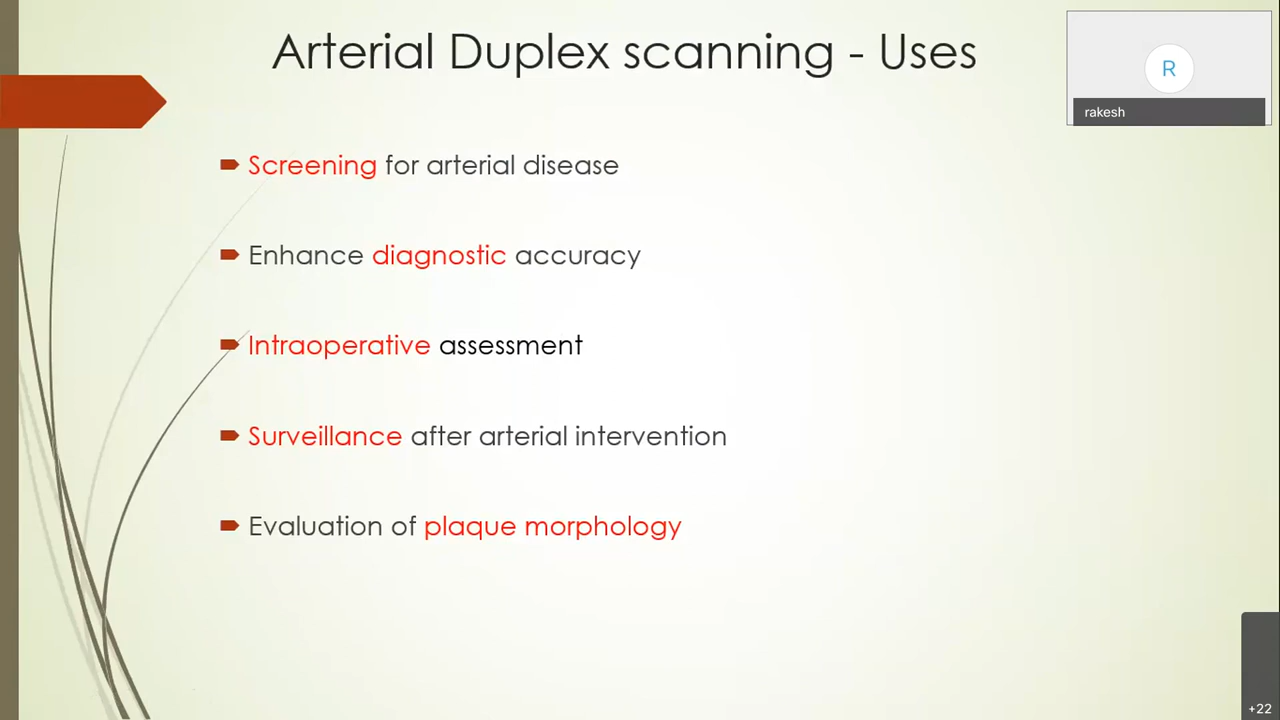 Arterial Duplex scanning - Uses
R
rakesh
Screening for arterial disease
Enhance diagnostic accuracy
Intraoperative assessment
Surveillance after arterial intervention
Evaluation of plaque morphology
+22